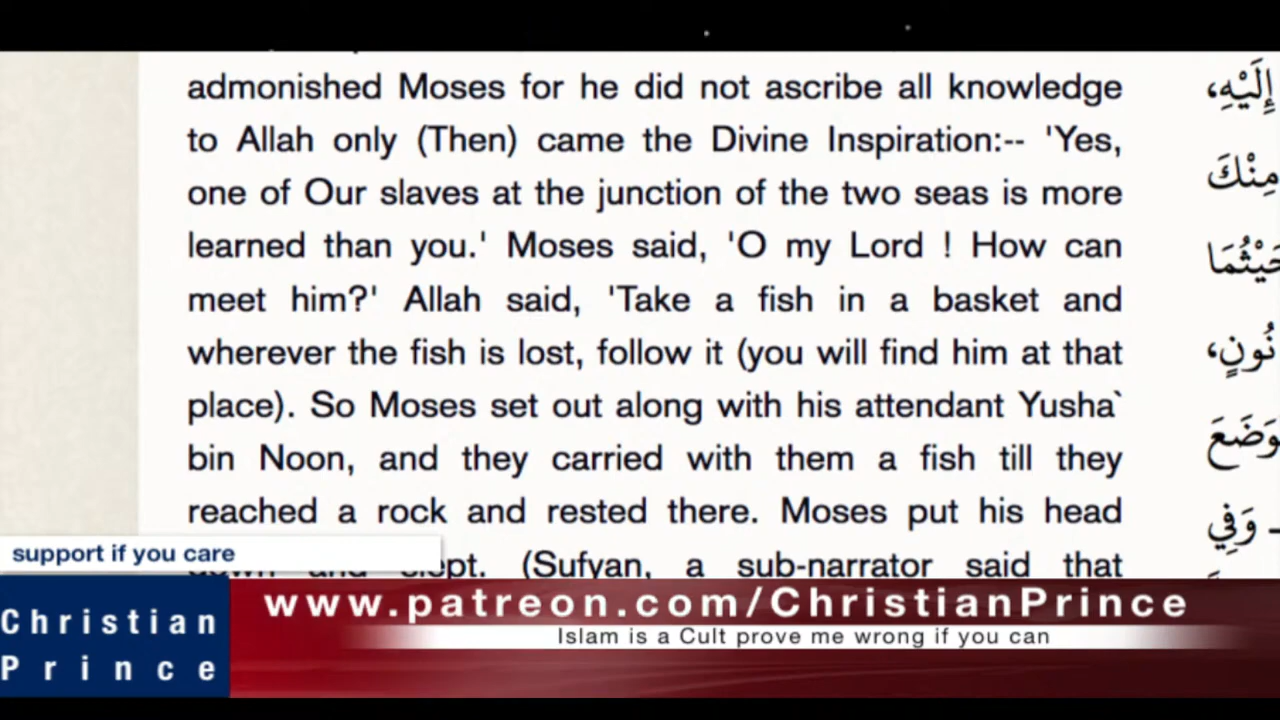 admonished Moses for he did not ascribe all knowledge
to Allah only (Then) came the Divine Inspiration:-- 'Yes,
one of Our slaves at the junction of the two seas is more
learned than you.' Moses said, 'O my Lord ! How can
meet him?' Allah said, 'Take a fish in a basket and
wherever the fish is lost, follow it (you will find him at that
place). So Moses set out along with his attendant Yusha`
bin Noon, and they carried with them a fish till they
reached a rock and rested there. Moses put his head
down and slept. (Sufyan, a sub-narrator said that
إِلَيْهِ،
مِنْكَ
حَيْثُمَا
نُونٍ،
وَضَعَ
- وَفِي
support if you care
Christian
Prince
www.patreon.com/ChristianPrince
Islam is a Cult prove me wrong if you can